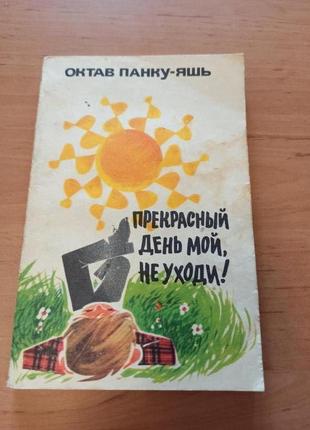 ОКТАВ ПАНКУ-ЯШЬ
ПРЕКРАСНЫЙ
ДЕНЬ МОЙ,
НЕ УХОДИ!